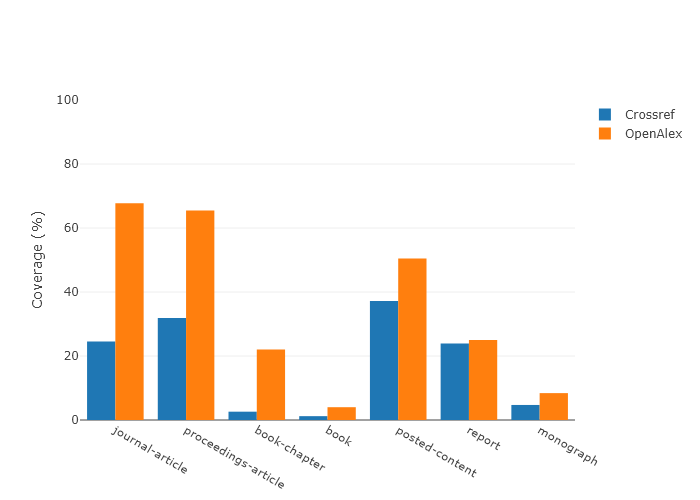 100
80
60
40
20
0
Coverage (%)
journal-article
proceedings-article
book-chapter
book
posted-content
report
monograph
Crossref
OpenAlex